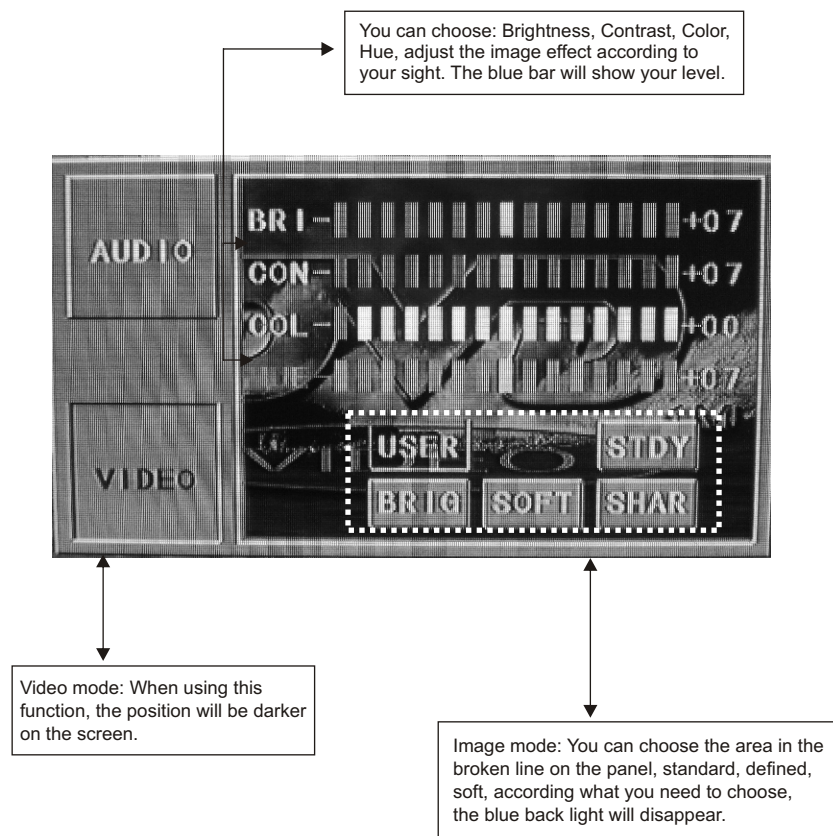 You can choose: Brightness, Contrast, Color,
Hue, adjust the image effect according to
your sight. The blue bar will show your level.
AUDIO
BRI +07
CON +07
COL +00
+07
VIDEO
USER STDY
BRIG SOFT SHAR
Video mode: When using this
function, the position will be darker
on the screen.
Image mode: You can choose the area in the
broken line on the panel, standard, defined,
soft, according what you need to choose,
the blue back light will disappear.